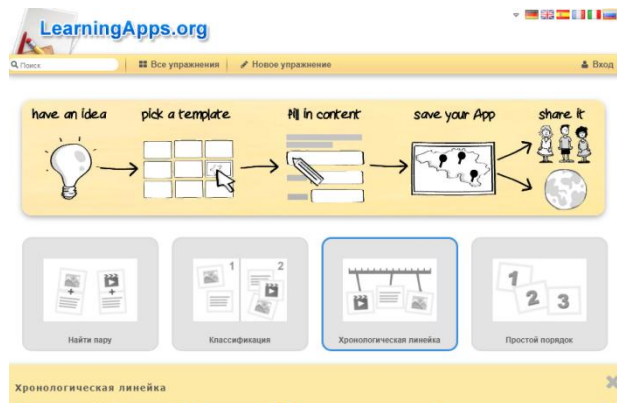 LearningApps.org
Поиск
Все упражнения
Новое упражнение
Вход
have an idea
pick a template
fill in content
save your App
share it
1
2
1
2
3
Найти пару
Классификация
Хронологическая линейка
Простой порядок
Хронологическая линейка